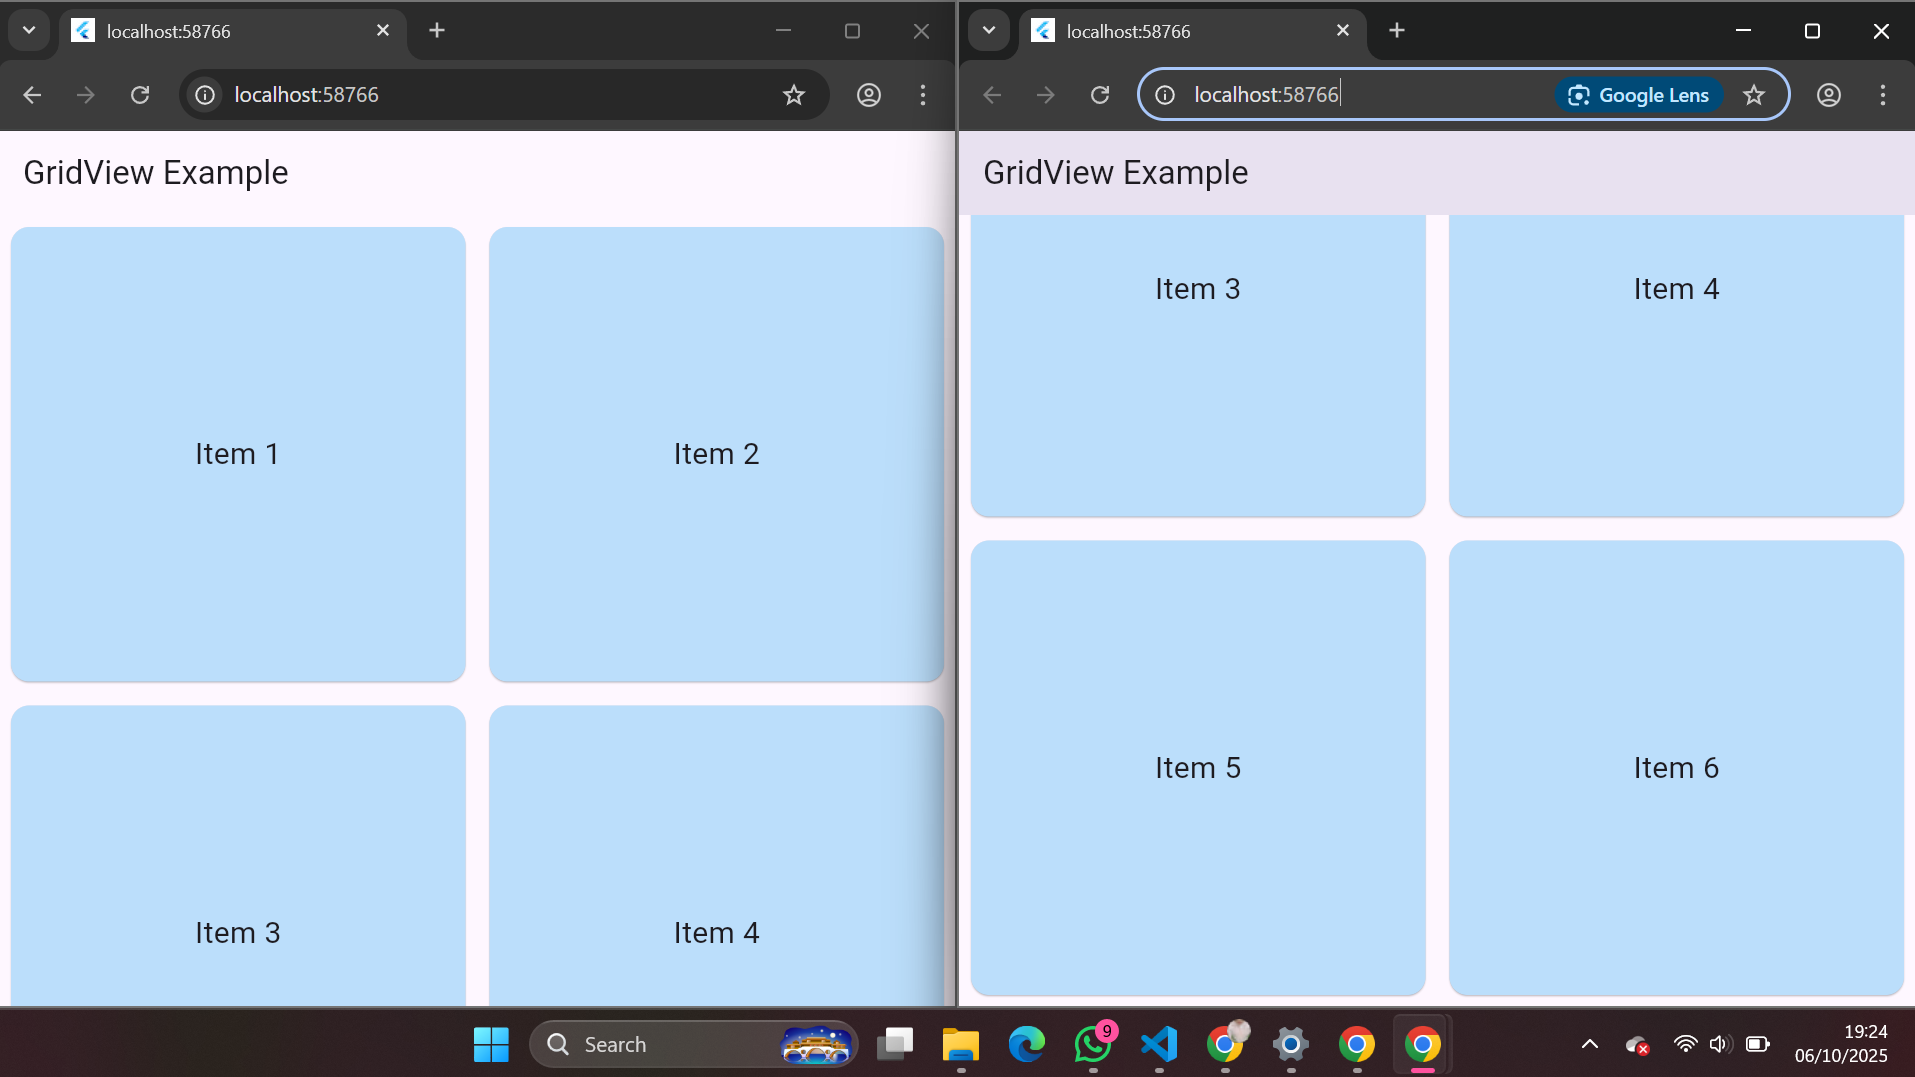 localhost:58766
localhost:58766
GridView Example
Item 1
Item 2
Item 3
Item 4
localhost:58766
localhost:58766
Google Lens
GridView Example
Item 3
Item 4
Item 5
Item 6
Search
9
19:24
06/10/2025